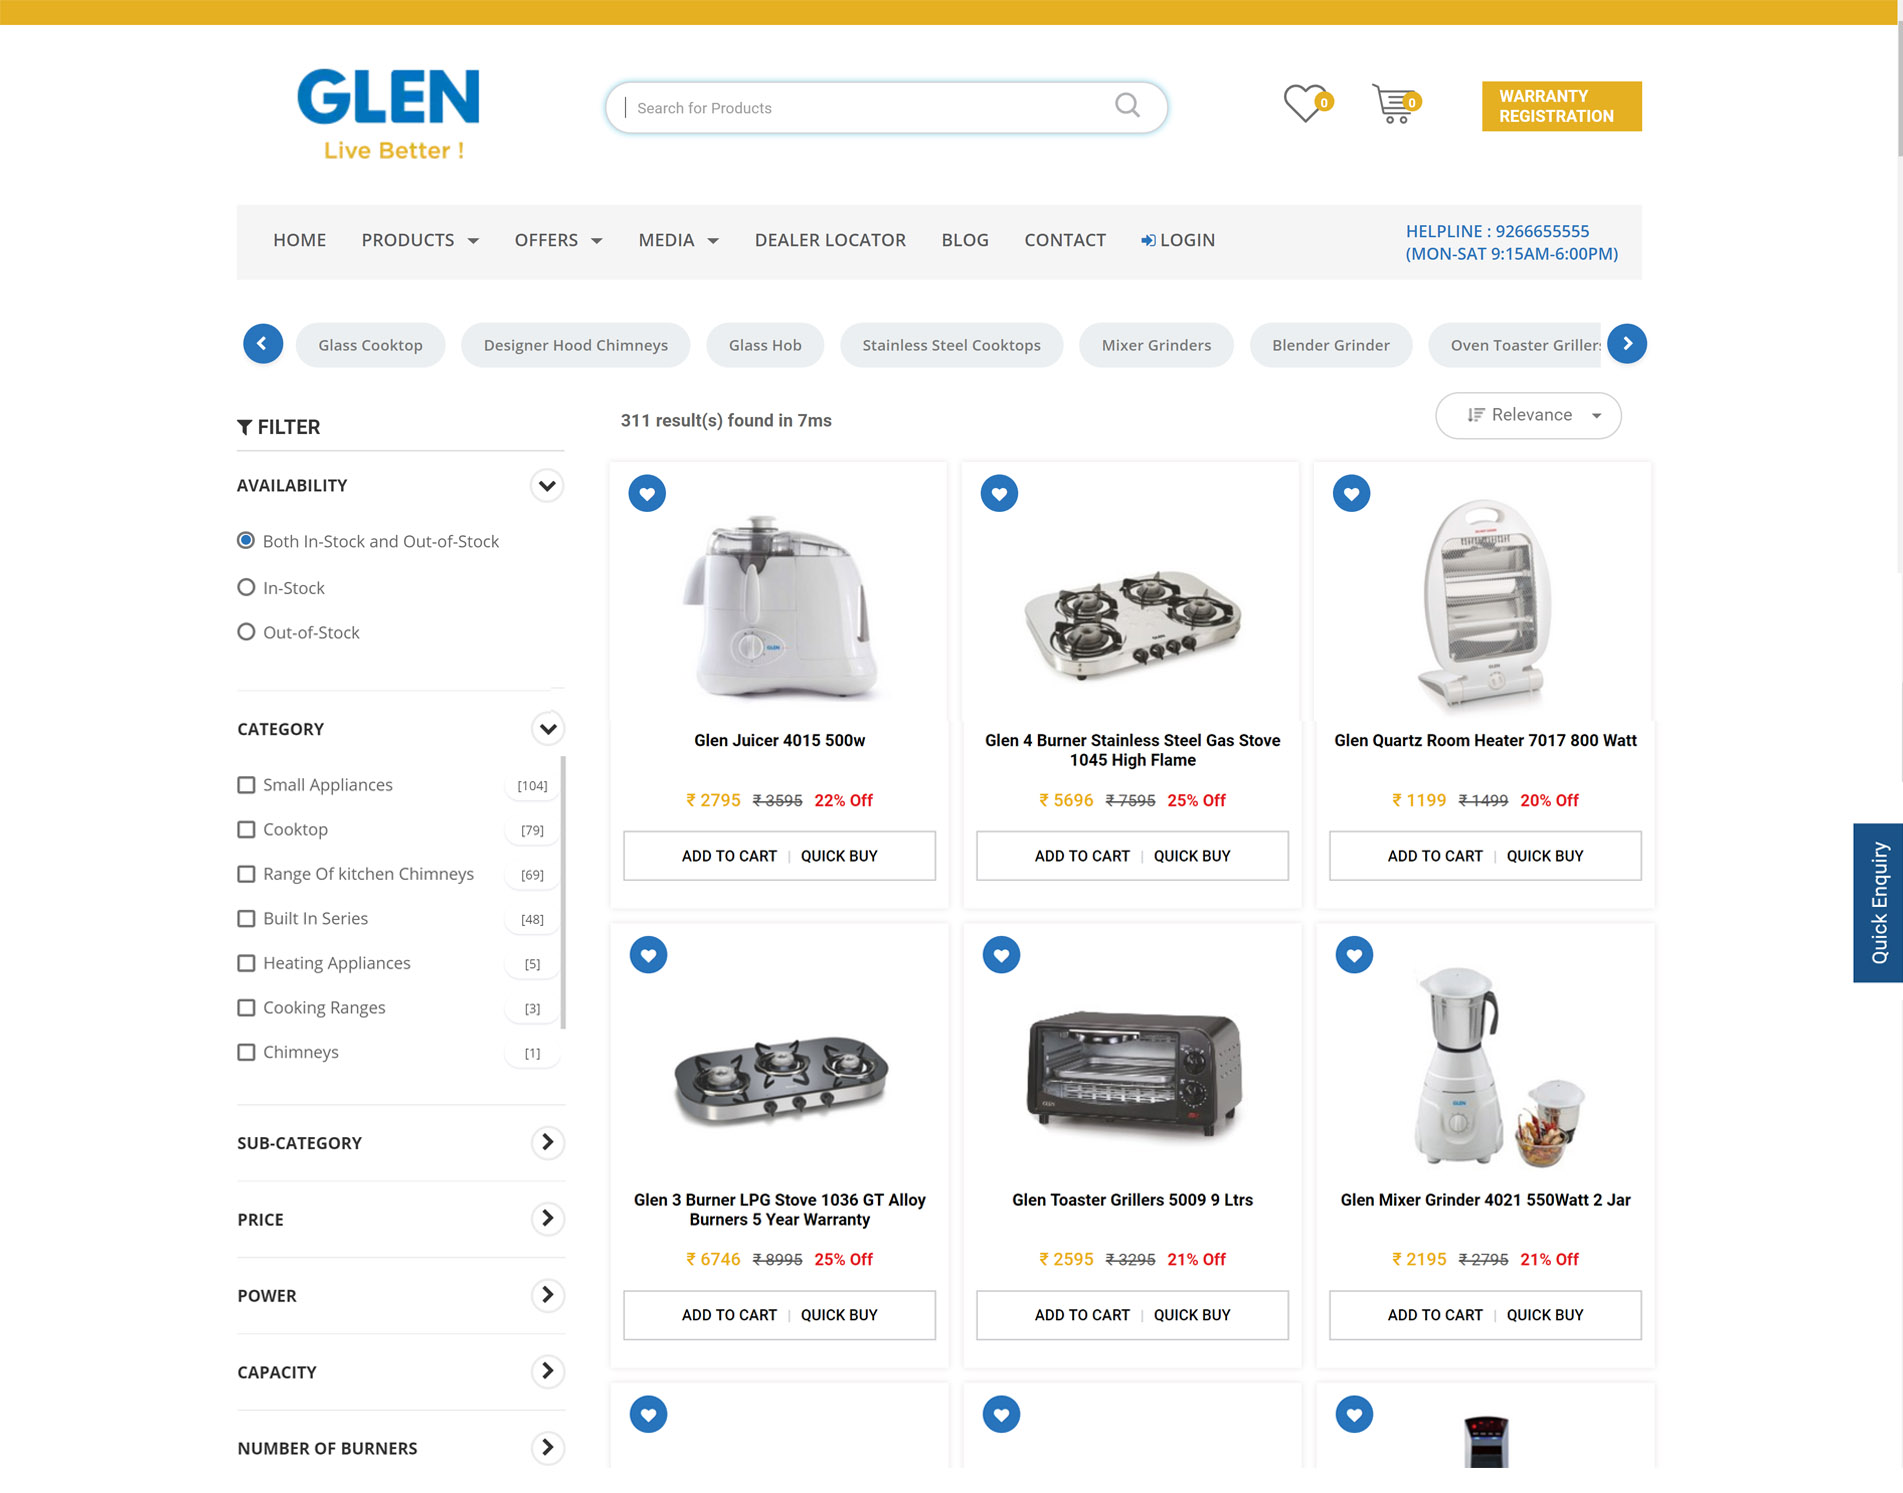 GLEN
Live Better !
Search for Products
0
0
WARRANTY
REGISTRATION
HOME PRODUCTS OFFERS MEDIA DEALER LOCATOR BLOG CONTACT LOGIN
HELPLINE : 9266655555
(MON-SAT 9:15AM-6:00PM)
Glass Cooktop Designer Hood Chimneys Glass Hob Stainless Steel Cooktops Mixer Grinders Blender Grinder Oven Toaster Grillers
FILTER
311 result(s) found in 7ms
Relevance
AVAILABILITY
Both In-Stock and Out-of-Stock
In-Stock
Out-of-Stock
CATEGORY
Small Appliances [104]
Cooktop [79]
Range Of kitchen Chimneys [69]
Built In Series [48]
Heating Appliances [5]
Cooking Ranges [3]
Chimneys [1]
SUB-CATEGORY
PRICE
POWER
CAPACITY
NUMBER OF BURNERS
GLEN
Glen Juicer 4015 500w
₹ 2795 ₹ 3595 22% Off
ADD TO CART | QUICK BUY
GLEN
Glen 4 Burner Stainless Steel Gas Stove
1045 High Flame
₹ 5696 ₹ 7595 25% Off
ADD TO CART | QUICK BUY
GLEN
Glen Quartz Room Heater 7017 800 Watt
₹ 1199 ₹ 1499 20% Off
ADD TO CART | QUICK BUY
Glen 3 Burner LPG Stove 1036 GT Alloy
Burners 5 Year Warranty
₹ 6746 ₹ 8995 25% Off
ADD TO CART | QUICK BUY
GLEN
Glen Toaster Grillers 5009 9 Ltrs
₹ 2595 ₹ 3295 21% Off
ADD TO CART | QUICK BUY
GLEN
Glen Mixer Grinder 4021 550Watt 2 Jar
₹ 2195 ₹ 2795 21% Off
ADD TO CART | QUICK BUY
Quick Enquiry